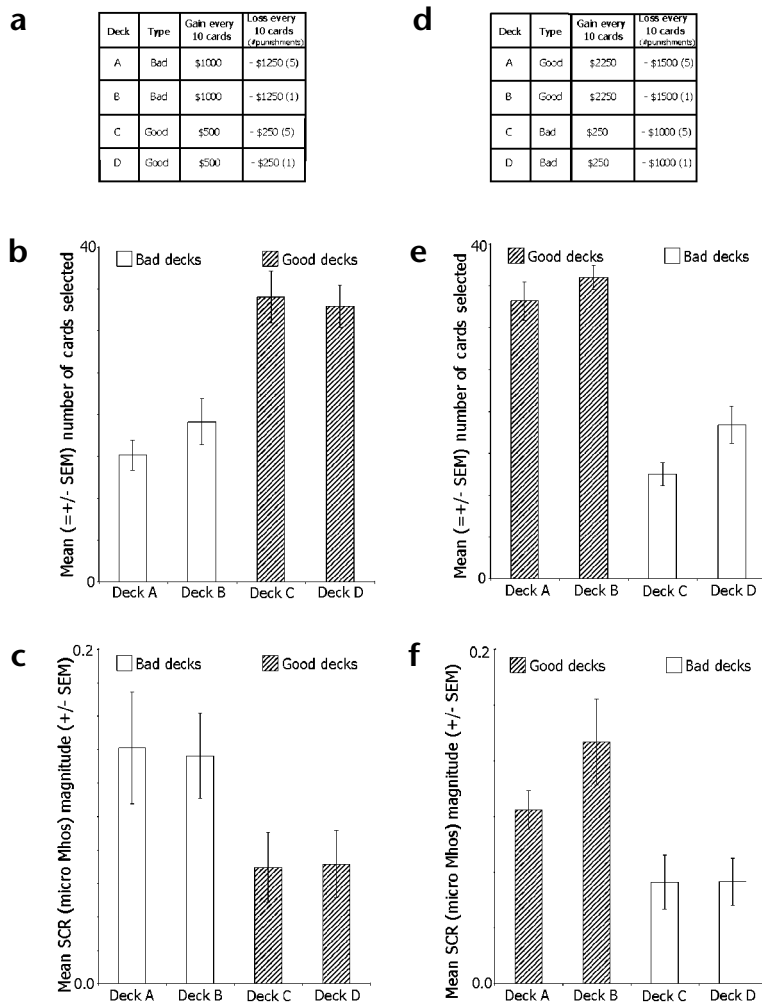 a
Deck Type Gain every 10 cards Loss every 10 cards (#punishments)
A Bad $1000 - $1250 (5)
B Bad $1000 - $1250 (1)
C Good $500 - $250 (5)
D Good $500 - $250 (1)
d
Deck Type Gain every 10 cards Loss every 10 cards (#punishments)
A Good $2250 - $1500 (5)
B Good $2250 - $1500 (1)
C Bad $250 - $1000 (5)
D Bad $250 - $1000 (1)
b
Mean (=+/- SEM) number of cards selected
40
0
Bad decks Good decks
Deck A Deck B Deck C Deck D
e
Mean (=+/- SEM) number of cards selected
40
0
Good decks Bad decks
Deck A Deck B Deck C Deck D
c
Mean SCR (micro Mhos) magnitude (+/- SEM)
0.2
0.0
Bad decks Good decks
Deck A Deck B Deck C Deck D
f
Mean SCR (micro Mhos) magnitude (+/- SEM)
0.2
0.0
Good decks Bad decks
Deck A Deck B Deck C Deck D